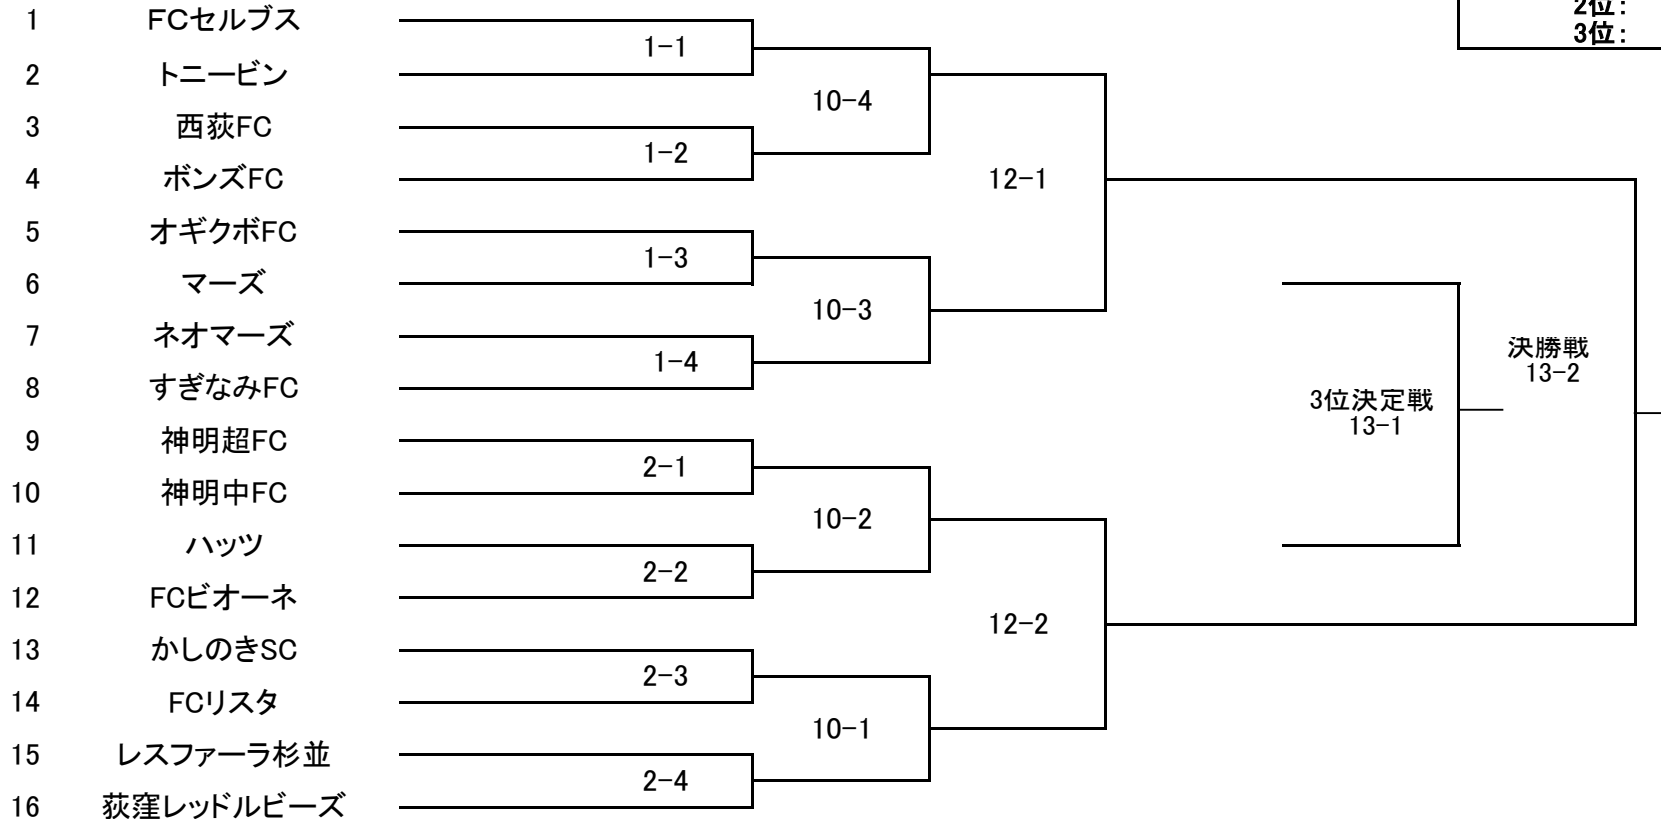 2位：
1 FCセルブス
1-1
3位：
2 トニービン
10-4
3 西荻FC
1-2
4 ボンズFC
12-1
5 オギクボFC
1-3
6 マーズ
10-3
7 ネオマーズ
決勝戦
1-4
13-2
8 すぎなみFC
3位決定戦
13-1
9 神明超FC
2-1
10 神明中FC
10-2
11 ハッツ
2-2
12 FCビオーネ
12-2
13 かしのきSC
2-3
14 FCリスタ
10-1
15 レスファーラ杉並
2-4
16 荻窪レッドルビーズ